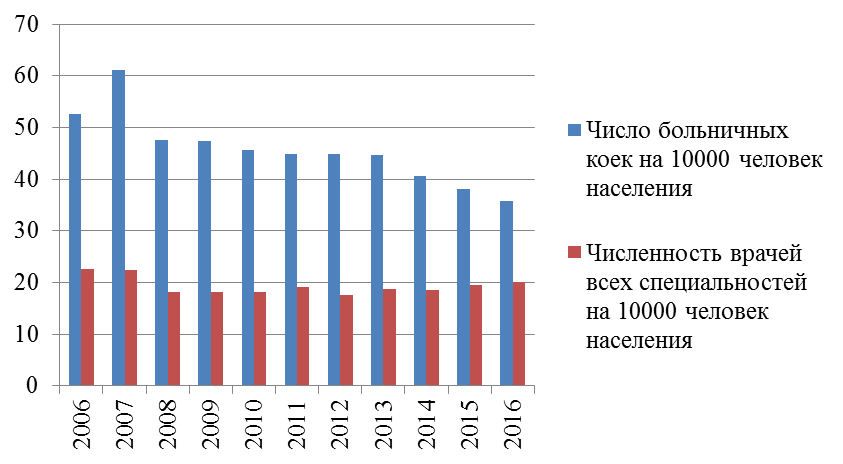 70
60
50
40
30
20
10
0
2006
2007
2008
2009
2010
2011
2012
2013
2014
2015
2016
Число больничных
коек на 10000 человек
населения
Численность врачей
всех специальностей
на 10000 человек
населения